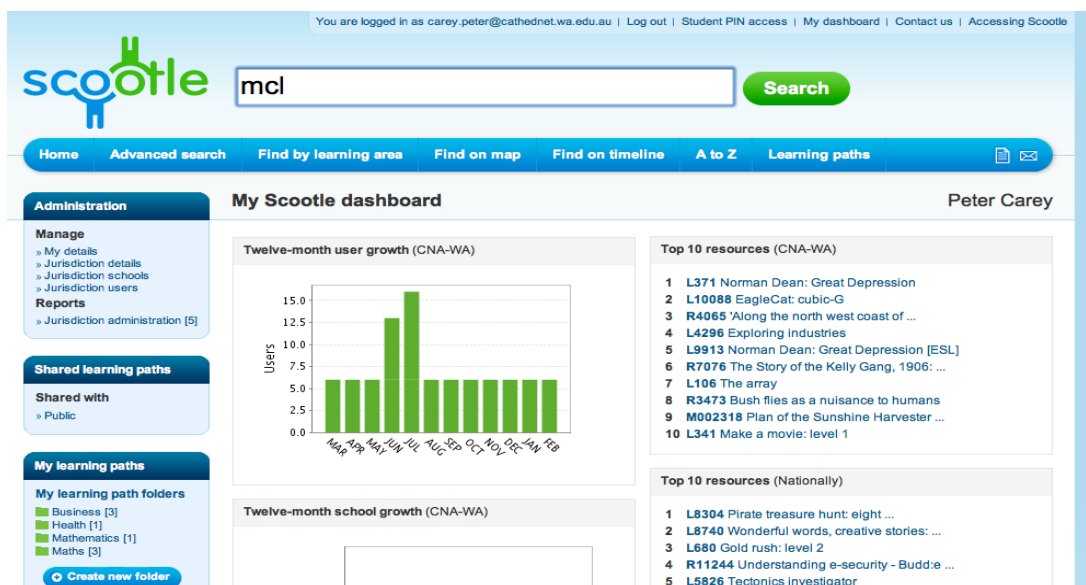 You are logged in as carey.peter@cathednet.wa.edu.au | Log out | Student PIN access | My dashboard | Contact us | Accessing Scootle
scootle
mcl
Search
Home Advanced search Find by learning area Find on map Find on timeline A to Z Learning paths
Administration
Manage
» My details
» Jurisdiction details
» Jurisdiction schools
» Jurisdiction users
Reports
» Jurisdiction administration [5]
Shared learning paths
Shared with
» Public
My learning paths
My learning path folders
Business [3]
Health [1]
Mathematics [1]
Maths [3]
Create new folder
My Scootle dashboard
Peter Carey
Twelve-month user growth (CNA-WA)
Users
15.0
12.5
10.0
7.5
5.0
2.5
0.0
MAR APR MAY JUN JUL AUG SEP OCT NOV DEC JAN FEB
Twelve-month school growth (CNA-WA)
Top 10 resources (CNA-WA)
1 L371 Norman Dean: Great Depression
2 L10088 EagleCat: cubic-G
3 R4065 'Along the north west coast of ...
4 L4296 Exploring industries
5 L9913 Norman Dean: Great Depression [ESL]
6 R7076 The Story of the Kelly Gang, 1906: ...
7 L106 The array
8 R3473 Bush flies as a nuisance to humans
9 M002318 Plan of the Sunshine Harvester ...
10 L341 Make a movie: level 1
Top 10 resources (Nationally)
1 L8304 Pirate treasure hunt: eight ...
2 L8740 Wonderful words, creative stories: ...
3 L680 Gold rush: level 2
4 R11244 Understanding e-security - Budd:e ...
5 L5826 Tectonics investigator